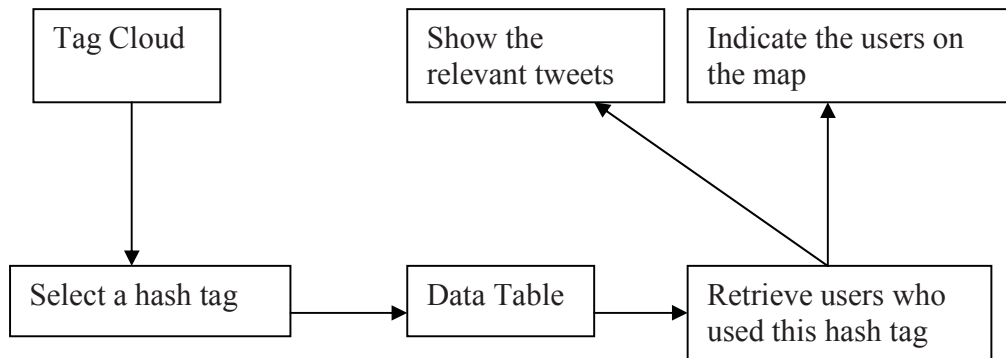 Tag Cloud
Show the
relevant tweets
Indicate the users on
the map
Select a hash tag
Data Table
Retrieve users who
used this hash tag